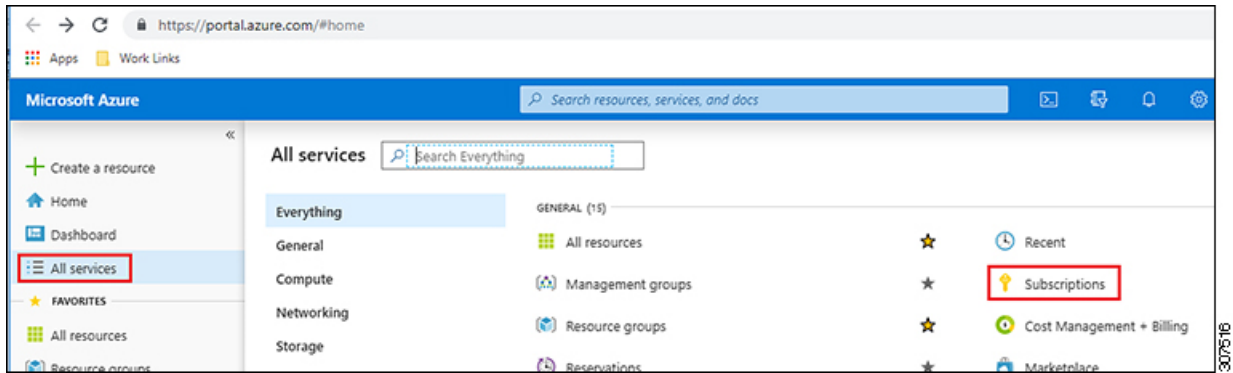 https://portal.azure.com/#home
Apps
Work Links
Microsoft Azure
Search resources, services, and docs
«
Create a resource
Home
Dashboard
All services
FAVORITES
All resources
Resource groups
All services
Search Everything
Everything
General
Compute
Networking
Storage
GENERAL (15)
All resources
Management groups
Resource groups
Reservations
Recent
Subscriptions
Cost Management + Billing
Marketplace
307516